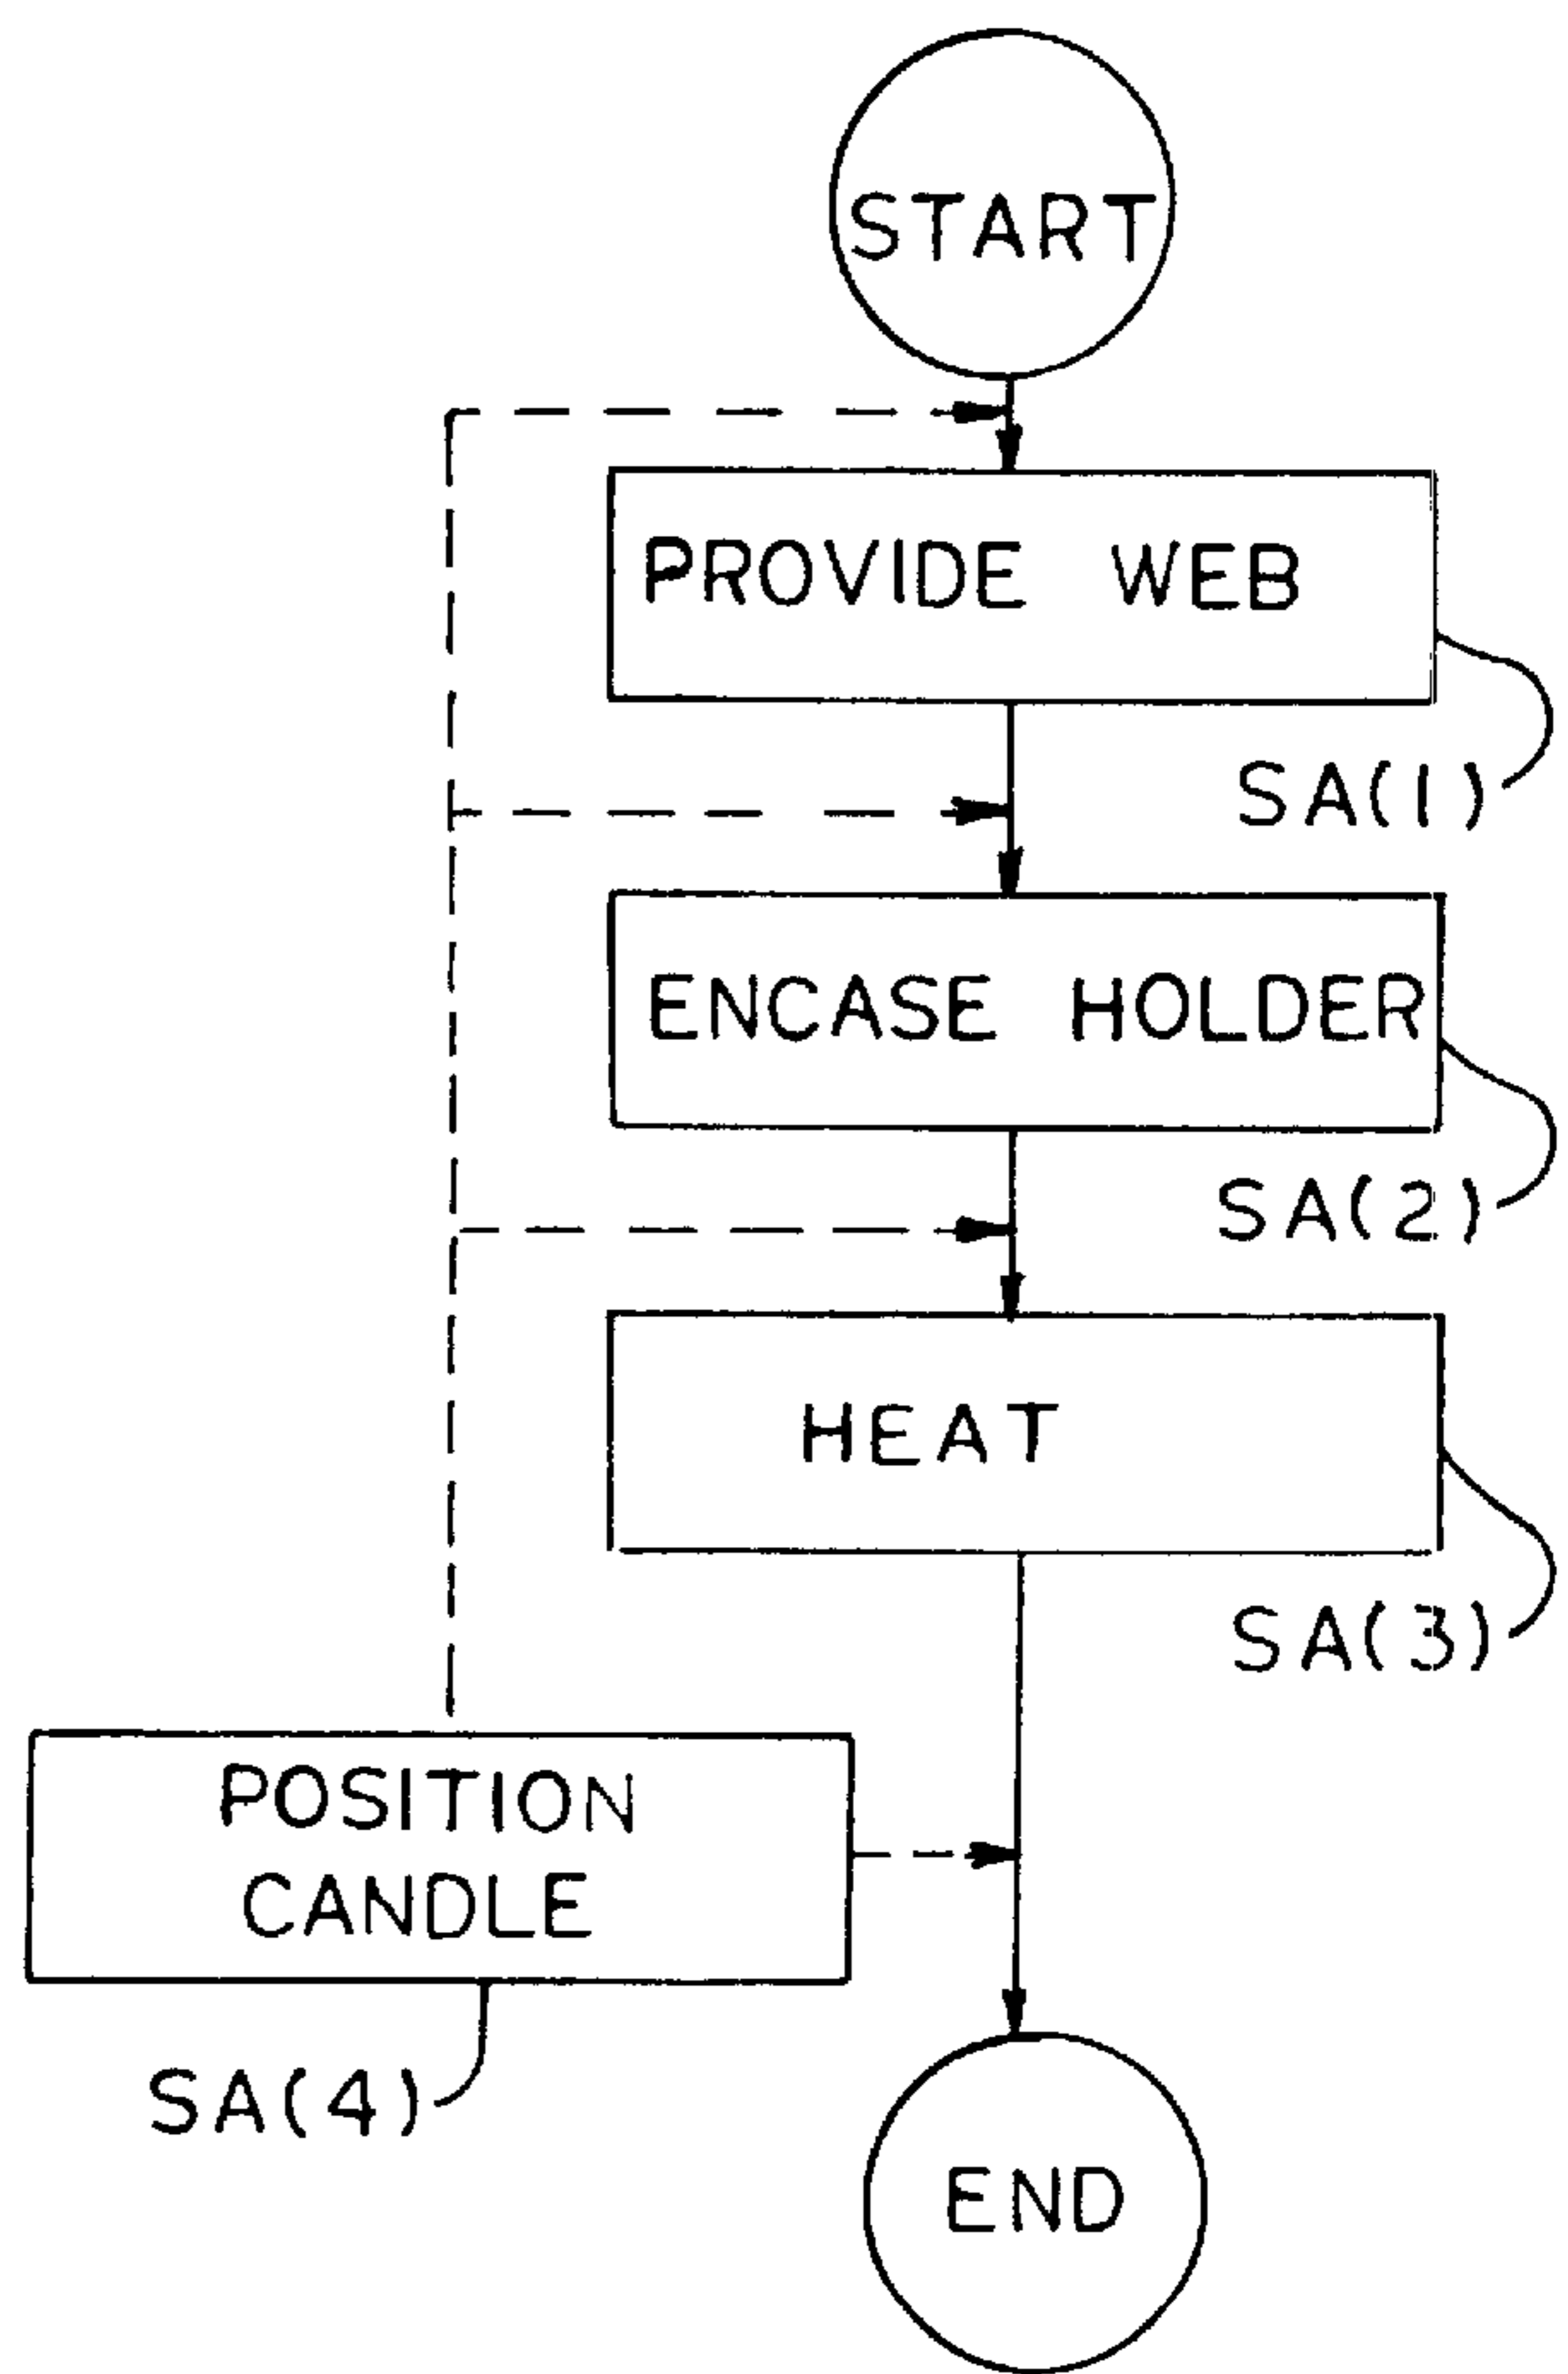 START
PROVIDE WEB
SA(1)
ENCASE HOLDER
SA(2)
HEAT
SA(3)
POSITION
CANDLE
SA(4)
END